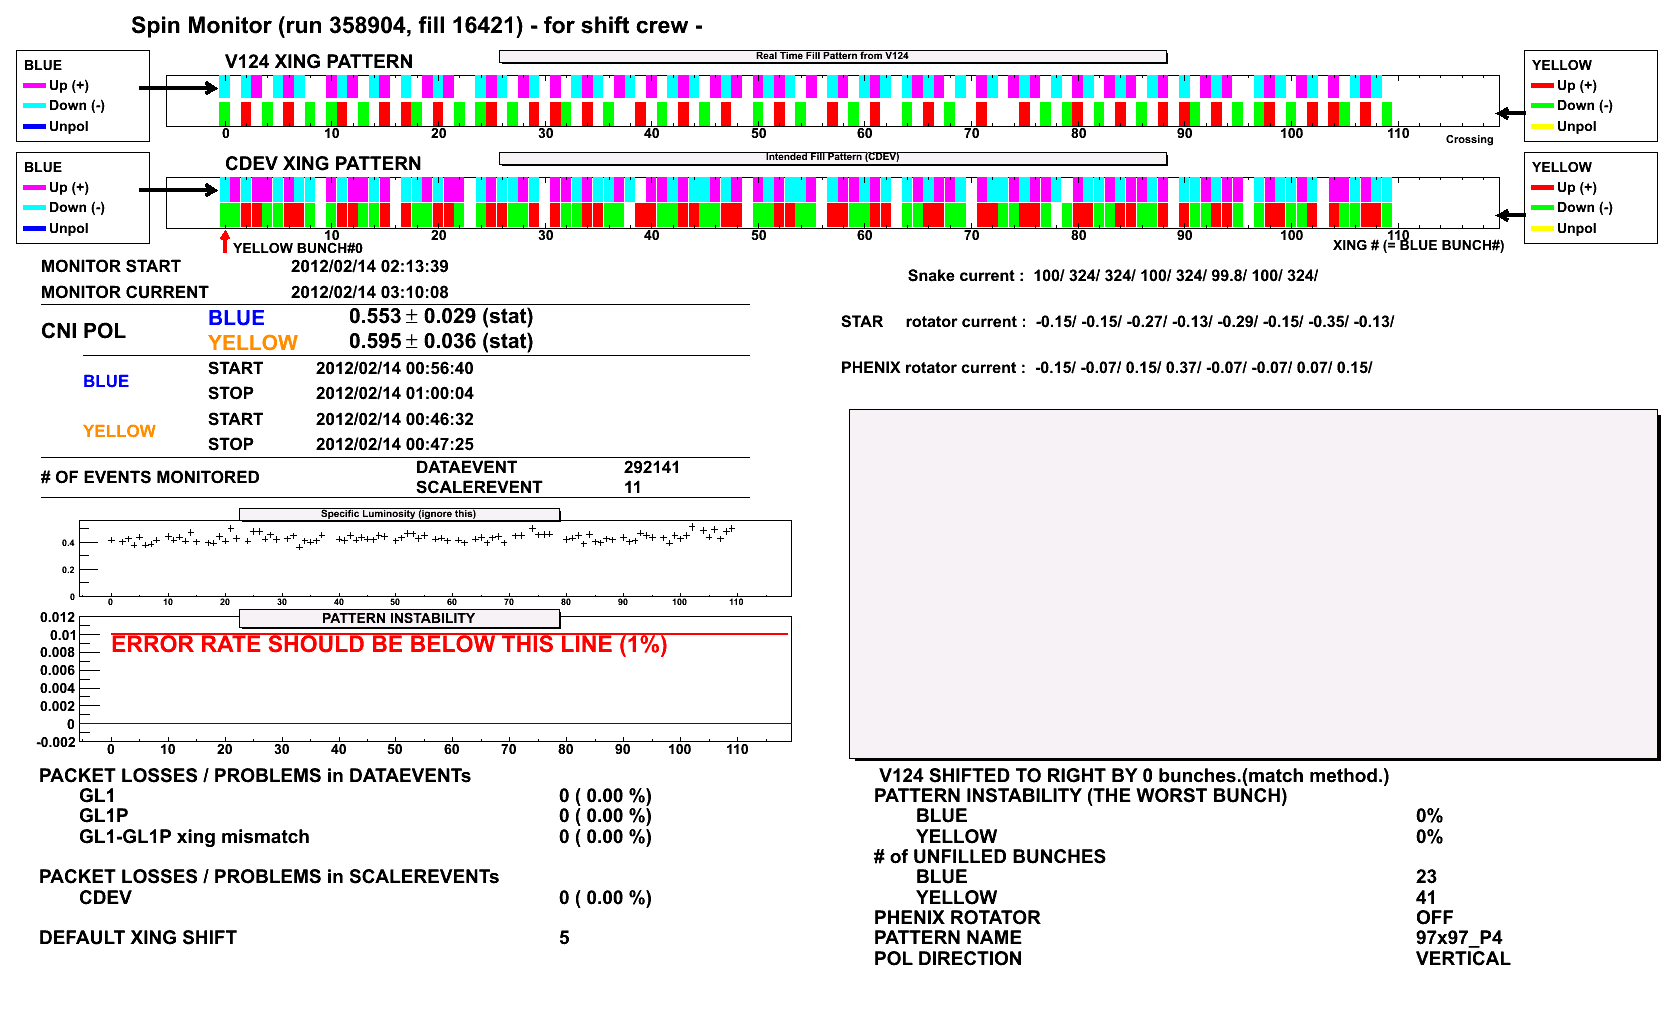 Spin Monitor (run 358904, fill 16421) - for shift crew -
V124 XING PATTERN
Real Time Fill Pattern from V124
BLUE
Up (+)
Down (-)
Unpol
YELLOW
Up (+)
Down (-)
Unpol
0 10 20 30 40 50 60 70 80 90 100 110
Crossing
CDEV XING PATTERN
Intended Fill Pattern (CDEV)
BLUE
Up (+)
Down (-)
Unpol
YELLOW
Up (+)
Down (-)
Unpol
10 20 30 40 50 60 70 80 90 100 110
YELLOW BUNCH#0
XING # (= BLUE BUNCH#)
MONITOR START 2012/02/14 02:13:39
MONITOR CURRENT 2012/02/14 03:10:08
CNI POL
BLUE 0.553 ± 0.029 (stat)
YELLOW 0.595 ± 0.036 (stat)
BLUE
START 2012/02/14 00:56:40
STOP 2012/02/14 01:00:04
YELLOW
START 2012/02/14 00:46:32
STOP 2012/02/14 00:47:25
# OF EVENTS MONITORED
DATAEVENT 292141
SCALEREVENT 11
Snake current : 100/ 324/ 324/ 100/ 324/ 99.8/ 100/ 324/
STAR rotator current : -0.15/ -0.15/ -0.27/ -0.13/ -0.29/ -0.15/ -0.35/ -0.13/
PHENIX rotator current : -0.15/ -0.07/ 0.15/ 0.37/ -0.07/ -0.07/ 0.07/ 0.15/
Specific Luminosity (ignore this)
0.4
0.2
0
0 10 20 30 40 50 60 70 80 90 100 110
PATTERN INSTABILITY
0.012
0.01
ERROR RATE SHOULD BE BELOW THIS LINE (1%)
0.008
0.006
0.004
0.002
0
-0.002
0 10 20 30 40 50 60 70 80 90 100 110
PACKET LOSSES / PROBLEMS in DATAEVENTs
GL1 0 ( 0.00 %)
GL1P 0 ( 0.00 %)
GL1-GL1P xing mismatch 0 ( 0.00 %)
PACKET LOSSES / PROBLEMS in SCALEREVENTs
CDEV 0 ( 0.00 %)
DEFAULT XING SHIFT 5
V124 SHIFTED TO RIGHT BY 0 bunches.(match method.)
PATTERN INSTABILITY (THE WORST BUNCH)
BLUE 0%
YELLOW 0%
# of UNFILLED BUNCHES
BLUE 23
YELLOW 41
PHENIX ROTATOR OFF
PATTERN NAME 97x97_P4
POL DIRECTION VERTICAL